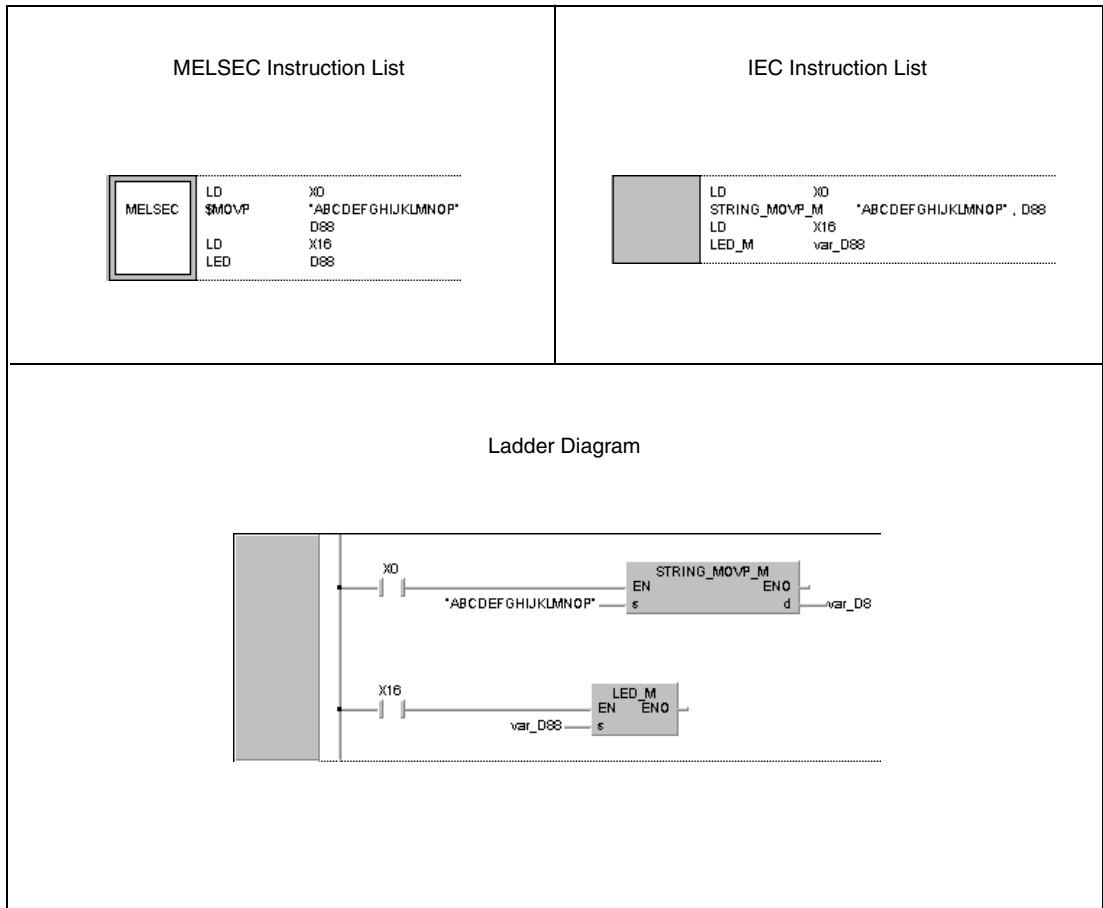 MELSEC Instruction List
MELSEC
LD X0
$MOVP "ABCDEFGHIJKLMNOP"
D88
LD X16
LED D88
IEC Instruction List
LD X0
STRING_MOVP_M "ABCDEFGHIJKLMNOP" , D88
LD X16
LED_M var_D88
Ladder Diagram
X0
STRING_MOVP_M
EN ENO
"ABCDEFGHIJKLMNOP" s d var_D8
X16
LED_M
EN ENO
var_D88 s